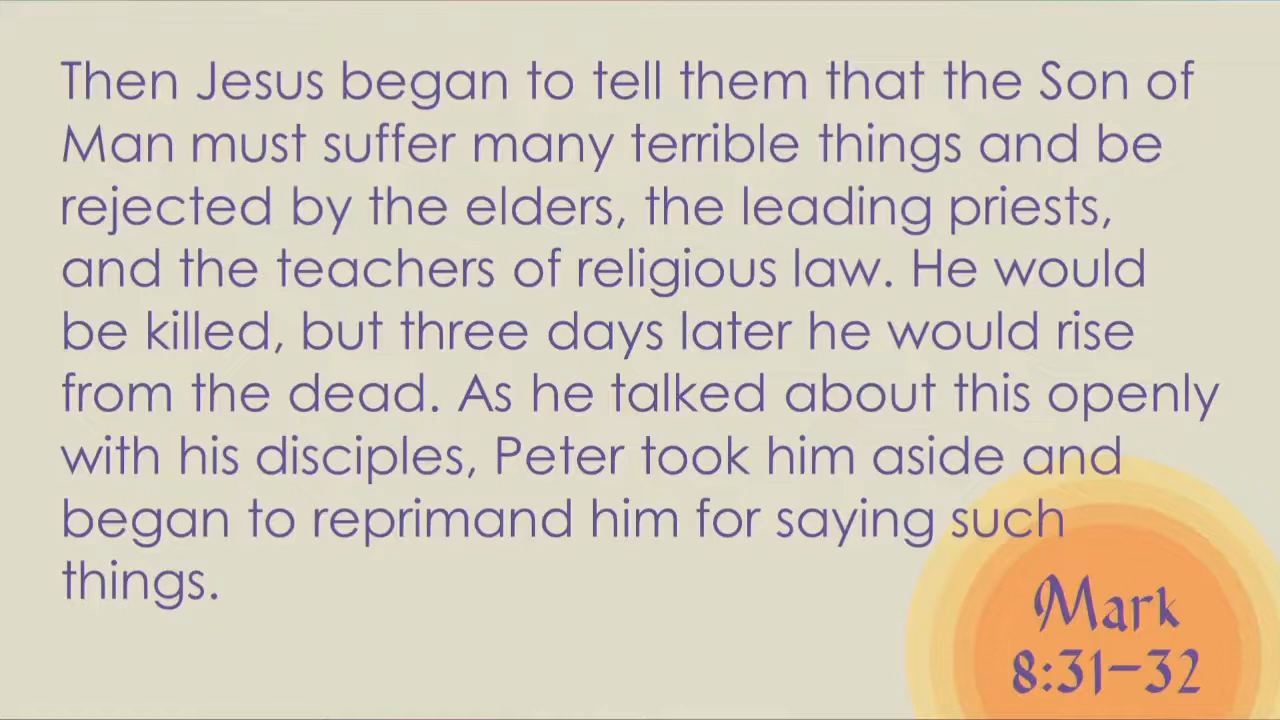 Then Jesus began to tell them that the Son of
Man must suffer many terrible things and be
rejected by the elders, the leading priests,
and the teachers of religious law. He would
be killed, but three days later he would rise
from the dead. As he talked about this openly
with his disciples, Peter took him aside and
began to reprimand him for saying such
things.
Mark
8:31–32